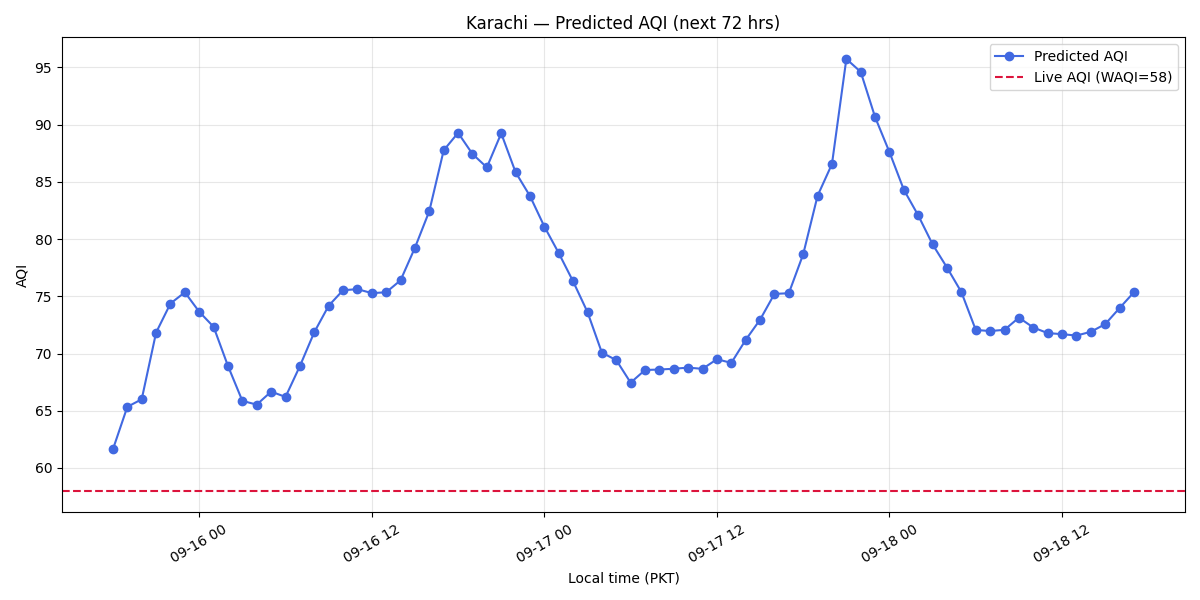 Karachi — Predicted AQI (next 72 hrs)
Predicted AQI
Live AQI (WAQI=58)
AQI
95
90
85
80
75
70
65
60
09-16 00
09-16 12
09-17 00
09-17 12
09-18 00
09-18 12
Local time (PKT)